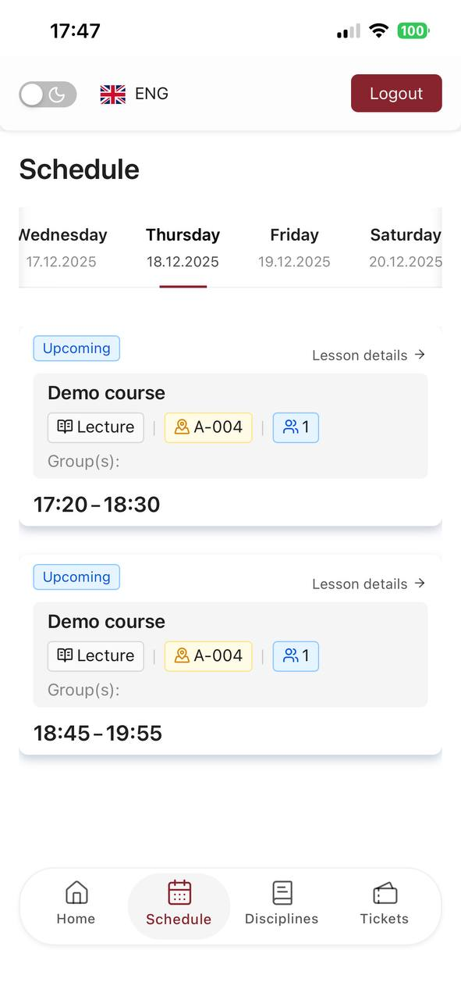 17:47
100
ENG
Logout
Schedule
Wednesday Thursday Friday Saturday
17.12.2025 18.12.2025 19.12.2025 20.12.2025
Upcoming
Lesson details →
Demo course
Lecture | A-004 | 1
Group(s):
17:20–18:30
Upcoming
Lesson details →
Demo course
Lecture | A-004 | 1
Group(s):
18:45–19:55
Home Schedule Disciplines Tickets